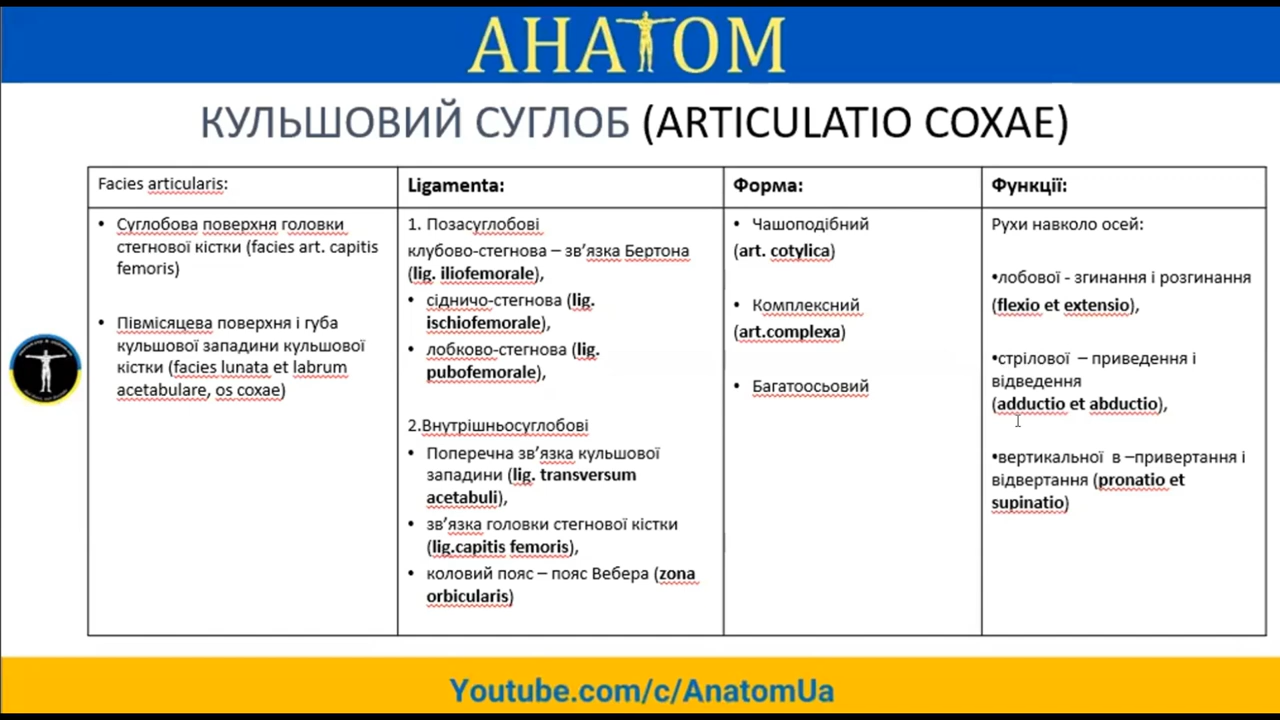 АНАТОМ
КУЛЬШОВИЙ СУГЛОБ (ARTICULATIO COXAE)
Facies articularis:
• Суглобова поверхня головки
стегнової кістки (facies art. capitis
femoris)
• Півмісяцева поверхня і губа
кульшової западини кульшової
кістки (facies lunata et labrum
acetabulare, os coxae)
Ligamenta:
1. Позасуглобові
клубово-стегнова – зв’язка Бертона
(lig. iliofemorale),
• сіднично-стегнова (lig.
ischiofemorale),
• лобково-стегнова (lig.
pubofemorale),
2.Внутрішньосуглобові
• Поперечна зв’язка кульшової
западини (lig. transversum
acetabuli),
• зв’язка головки стегнової кістки
(lig.capitis femoris),
• коловий пояс – пояс Вебера (zona
orbicularis)
Форма:
• Чашоподібний
(art. cotylica)
• Комплексний
(art.complexa)
• Багатоосьовий
Функції:
Рухи навколо осей:
•лобової - згинання і розгинання
(flexio et extensio),
•стрілової – приведення і
відведення
(adductio et abductio),
•вертикальної в –привертання і
відвертання (pronatio et
supinatio)
Youtube.com/c/AnatomUa